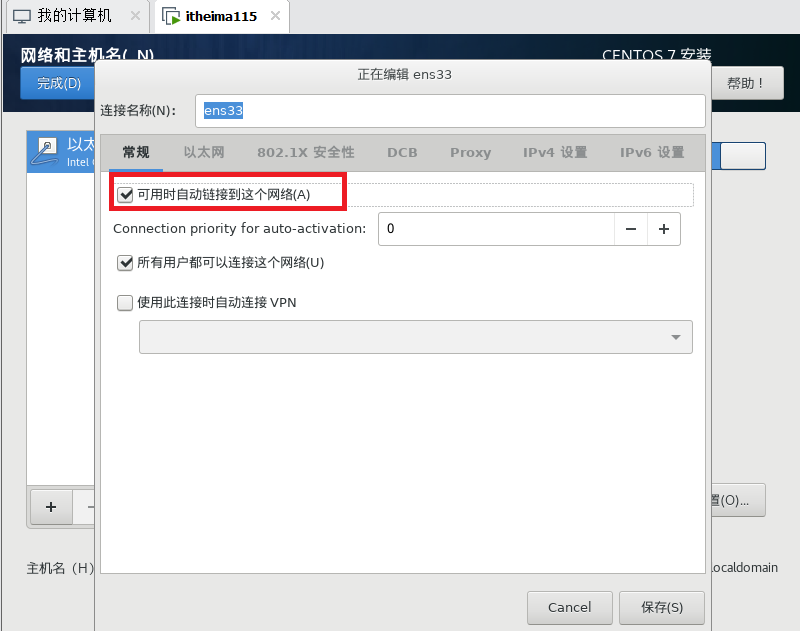 我的计算机
itheima115
网络和主机名( N)
CENTOS 7 安装
完成(D)
帮助！
正在编辑 ens33
连接名称(N)：
ens33
以太
Intel
常规
以太网
802.1X 安全性
DCB
Proxy
IPv4 设置
IPv6 设置
可用时自动链接到这个网络(A)
Connection priority for auto-activation:
0
所有用户都可以连接这个网络(U)
使用此连接时自动连接 VPN
置(O)...
主机名（H）
ocaldomain
Cancel
保存(S)